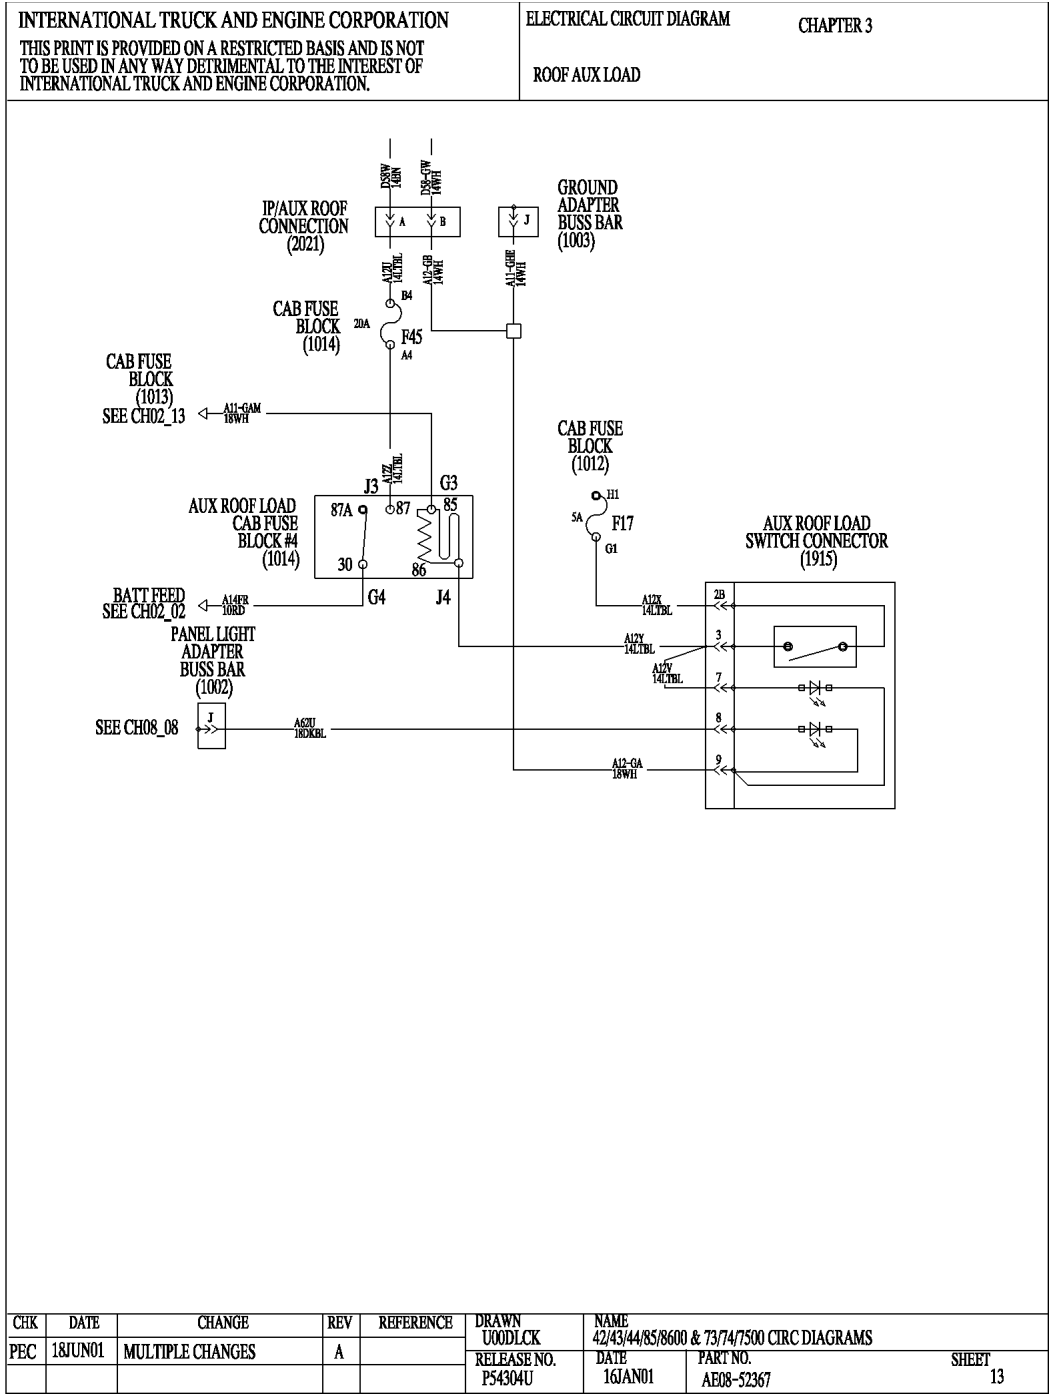 INTERNATIONAL TRUCK AND ENGINE CORPORATION
THIS PRINT IS PROVIDED ON A RESTRICTED BASIS AND IS NOT
TO BE USED IN ANY WAY DETRIMENTAL TO THE INTEREST OF
INTERNATIONAL TRUCK AND ENGINE CORPORATION.
ELECTRICAL CIRCUIT DIAGRAM
CHAPTER 3
ROOF AUX LOAD
D58W
14BN
D58-GW
14WH
IP/AUX ROOF
CONNECTION
(2021)
A
B
J
GROUND
ADAPTER
BUSS BAR
(1003)
A12U
14LTBL
A12-GB
14WH
A11-GHE
14WH
CAB FUSE
BLOCK
(1014)
20A
B4
F45
A4
CAB FUSE
BLOCK
(1013)
SEE CH02_13
A11-GAM
18WH
CAB FUSE
BLOCK
(1012)
A12Z
14LTBL
J3
G3
H1
5A
F17
G1
AUX ROOF LOAD
CAB FUSE
BLOCK #4
(1014)
87A
87
85
30
86
G4
J4
AUX ROOF LOAD
SWITCH CONNECTOR
(1915)
BATT FEED
SEE CH02_02
A14FR
10RD
A12X
14LTBL
2B
PANEL LIGHT
ADAPTER
BUSS BAR
(1002)
A12Y
14LTBL
3
A12V
14LTBL
7
SEE CH08_08
J
A62U
18DKBL
8
A12-GA
18WH
9
CHK
DATE
CHANGE
REV
REFERENCE
DRAWN
U00DLCK
NAME
42/43/44/85/8600 & 73/74/7500 CIRC DIAGRAMS
PEC
18JUN01
MULTIPLE CHANGES
A
RELEASE NO.
P54304U
DATE
16JAN01
PART NO.
AE08-52367
SHEET
13